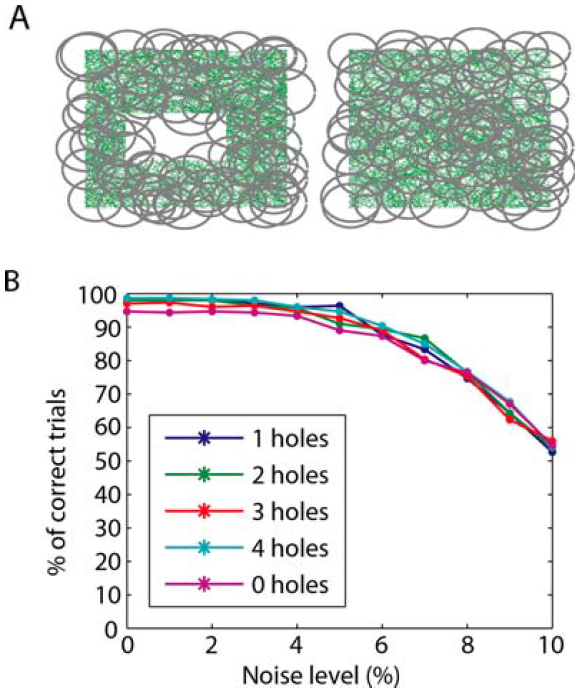 A
B
100
90
80
70
60
50
40
30
20
10
0
% of correct trials
1 holes
2 holes
3 holes
4 holes
0 holes
0 2 4 6 8 10
Noise level (%)